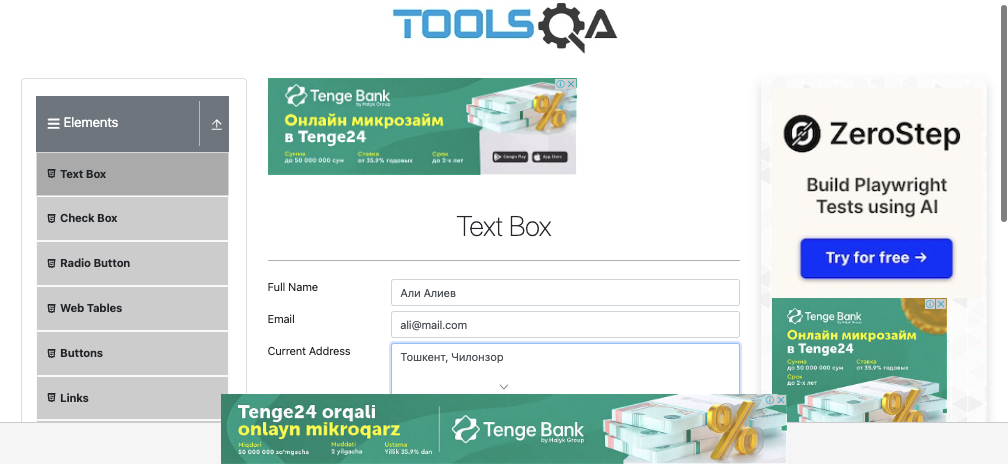 TOOLSQA
Elements
Text Box
Check Box
Radio Button
Web Tables
Buttons
Links
Tenge Bank
by Halyk Group
Онлайн микрозайм
в Tenge24
Сумма
до 50 000 000 сум
Ставка
от 35.9% годовых
Срок
до 2-х лет
Google Play
App Store
Text Box
Full Name
Али Алиев
Email
ali@mail.com
Current Address
Тошкент, Чилонзор
ZeroStep
Build Playwright
Tests using AI
Try for free →
Tenge Bank
by Halyk Group
Онлайн микрозайм
в Tenge24
Сумма
до 50 000 000 сум
Ставка
от 35.9% годовых
Срок
до 2-х лет
Tenge24 orqali
onlayn mikroqarz
Miqdori
50 000 000 so'mgacha
Muddati
2 yilgacha
Ustama
Yillik 35.9% dan
Tenge Bank
by Halyk Group